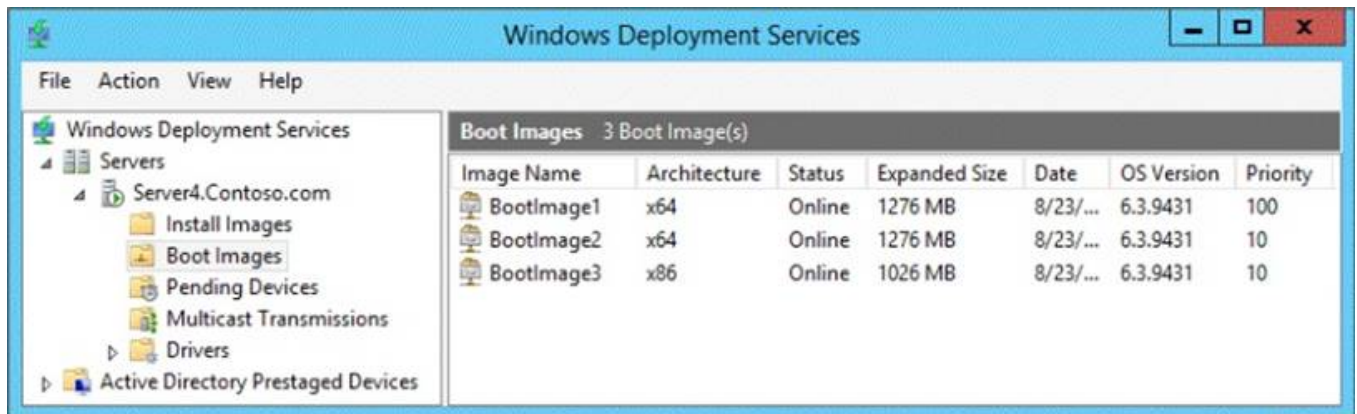 Windows Deployment Services
File Action View Help
Windows Deployment Services
Servers
Server4.Contoso.com
Install Images
Boot Images
Pending Devices
Multicast Transmissions
Drivers
Active Directory Prestaged Devices
Boot Images 3 Boot Image(s)
Image Name Architecture Status Expanded Size Date OS Version Priority
BootImage1 x64 Online 1276 MB 8/23/... 6.3.9431 100
BootImage2 x64 Online 1276 MB 8/23/... 6.3.9431 10
BootImage3 x86 Online 1026 MB 8/23/... 6.3.9431 10